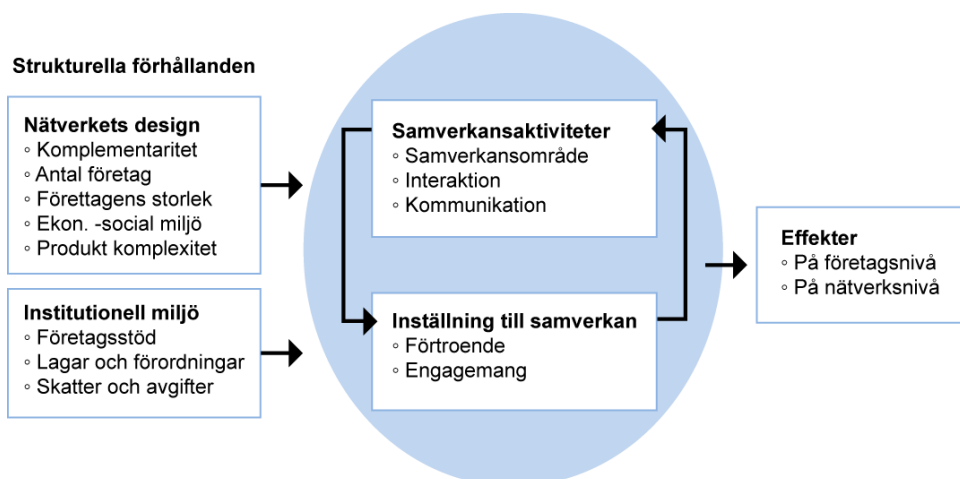 Strukturella förhållanden
Nätverkets design
◦ Komplementaritet
◦ Antal företag
◦ Förettagens storlek
◦ Ekon. -social miljö
◦ Produkt komplexitet
Institutionell miljö
◦ Företagsstöd
◦ Lagar och förordningar
◦ Skatter och avgifter
Samverkansaktiviteter
◦ Samverkansområde
◦ Interaktion
◦ Kommunikation
Inställning till samverkan
◦ Förtroende
◦ Engagemang
Effekter
◦ På företagsnivå
◦ På nätverksnivå